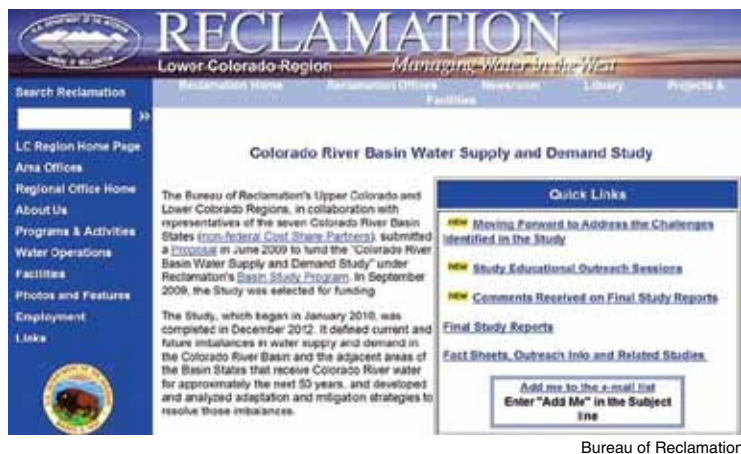 RECLAMATION
Lower Colorado Region
Managing Water in the West
Reclamation Home
Reclamation Offices
Newsroom
Library
Projects &
Facilities
Search Reclamation
LC Region Home Page
Area Offices
Regional Office Home
About Us
Programs & Activities
Water Operations
Facilities
Photos and Features
Employment
Links
Colorado River Basin Water Supply and Demand Study
The Bureau of Reclamation's Upper Colorado and
Lower Colorado Regions, in collaboration with
representatives of the seven Colorado River Basin
States (non-federal Cost Share Partners), submitted
a Proposal in June 2009 to fund the "Colorado River
Basin Water Supply and Demand Study" under
Reclamation's Basin Study Program. In September
2009, the Study was selected for funding.
The Study, which began in January 2010, was
completed in December 2012. It defined current and
future imbalances in water supply and demand in
the Colorado River Basin and the adjacent areas of
the Basin States that receive Colorado River water
for approximately the next 50 years, and developed
and analyzed adaptation and mitigation strategies to
resolve those imbalances.
Quick Links
NEW Moving Forward to Address the Challenges
Identified in the Study
NEW Study Educational Outreach Sessions
NEW Comments Received on Final Study Reports
Final Study Reports
Fact Sheets, Outreach Info and Related Studies
Add me to the e-mail list
Enter "Add Me" in the Subject
line
Bureau of Reclamation